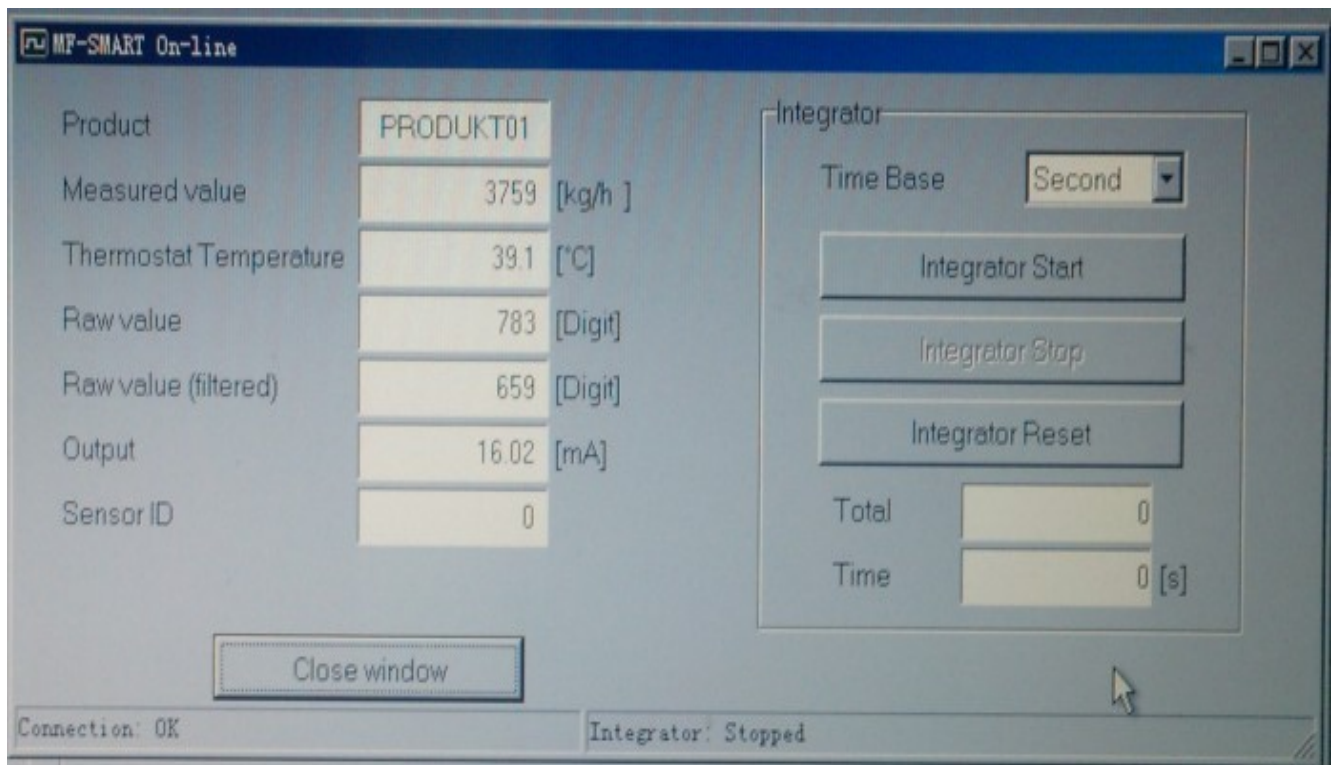 MF-SMART On-line
Product PRODUKT01
Measured value 3759 [kg/h ]
Thermostat Temperature 39.1 [°C]
Raw value 783 [Digit]
Raw value (filtered) 659 [Digit]
Output 16.02 [mA]
Sensor ID 0
Close window
Integrator
Time Base Second
Integrator Start
Integrator Stop
Integrator Reset
Total 0
Time 0 [s]
Connection: OK
Integrator: Stopped